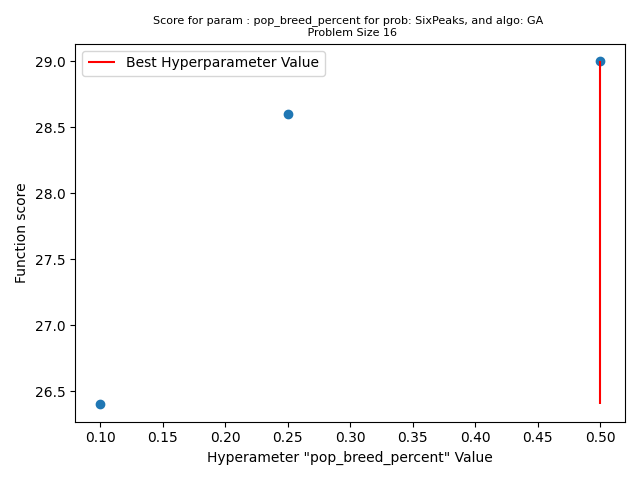 Score for param : pop_breed_percent for prob: SixPeaks, and algo: GA
Problem Size 16
Best Hyperparameter Value
Function score
29.0
28.5
28.0
27.5
27.0
26.5
0.10 0.15 0.20 0.25 0.30 0.35 0.40 0.45 0.50
Hyperameter "pop_breed_percent" Value